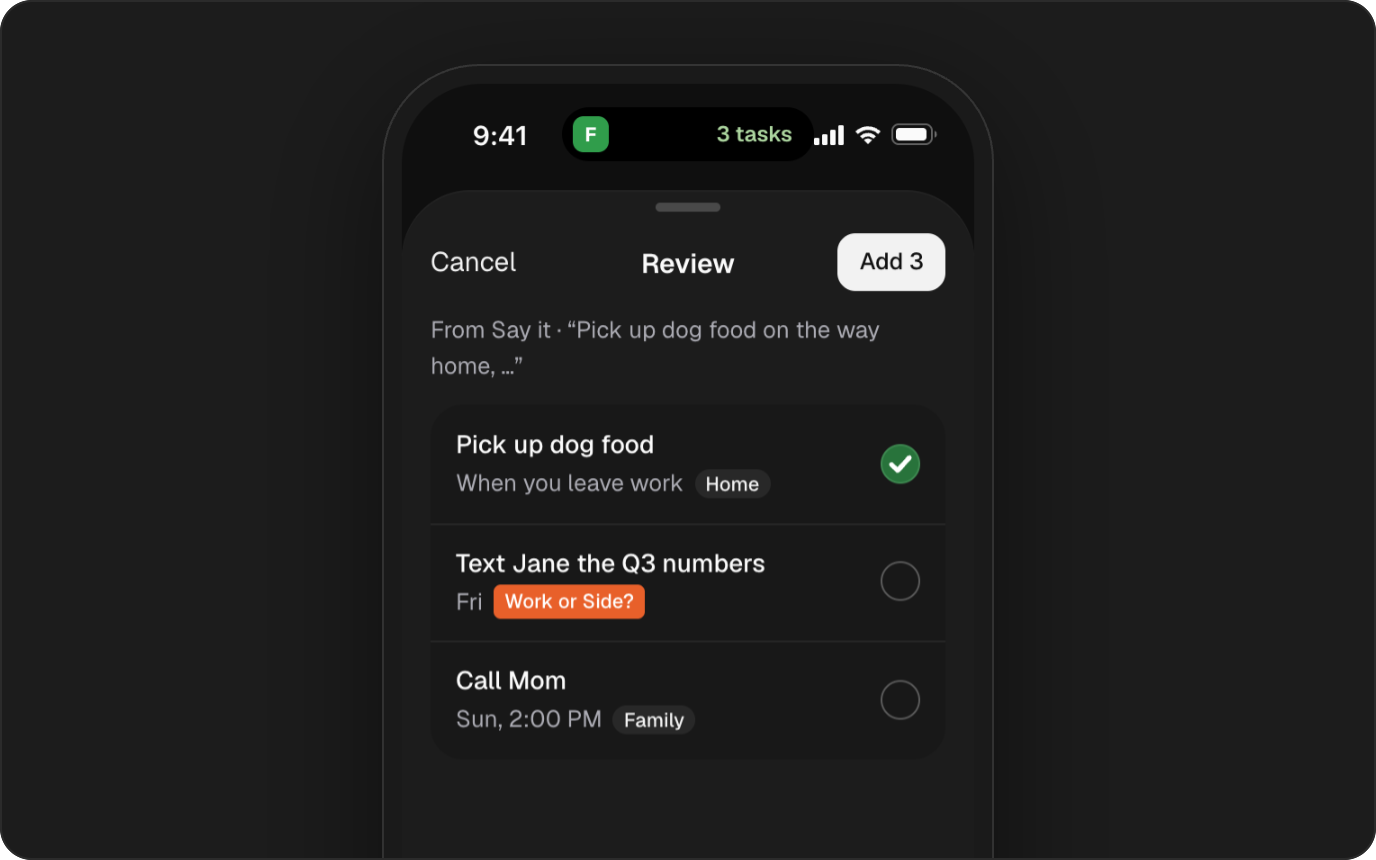 9:41
F
3 tasks
Cancel
Review
Add 3
From Say it · “Pick up dog food on the way
home, …”
Pick up dog food
When you leave work Home
Text Jane the Q3 numbers
Fri Work or Side?
Call Mom
Sun, 2:00 PM Family